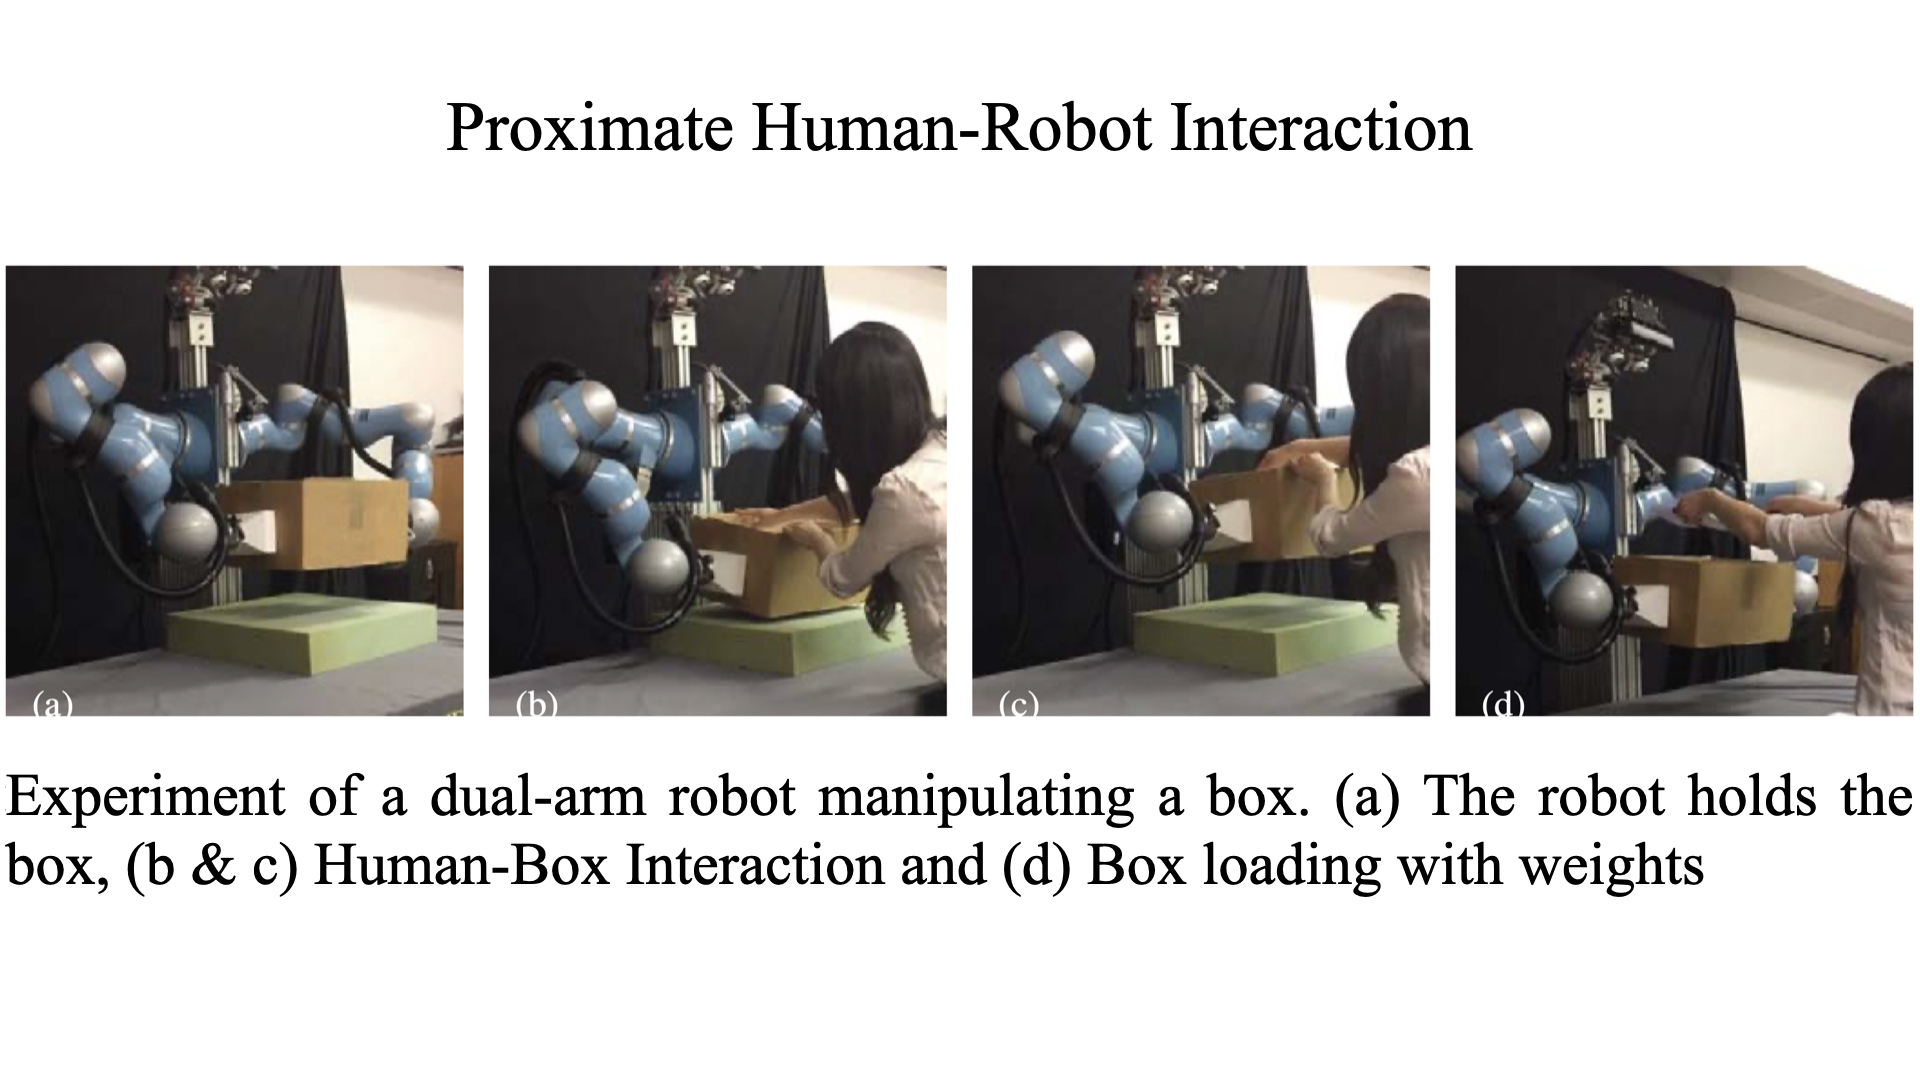 Proximate Human-Robot Interaction
(a)
(b)
(c)
(d)
Experiment of a dual-arm robot manipulating a box. (a) The robot holds the
box, (b & c) Human-Box Interaction and (d) Box loading with weights